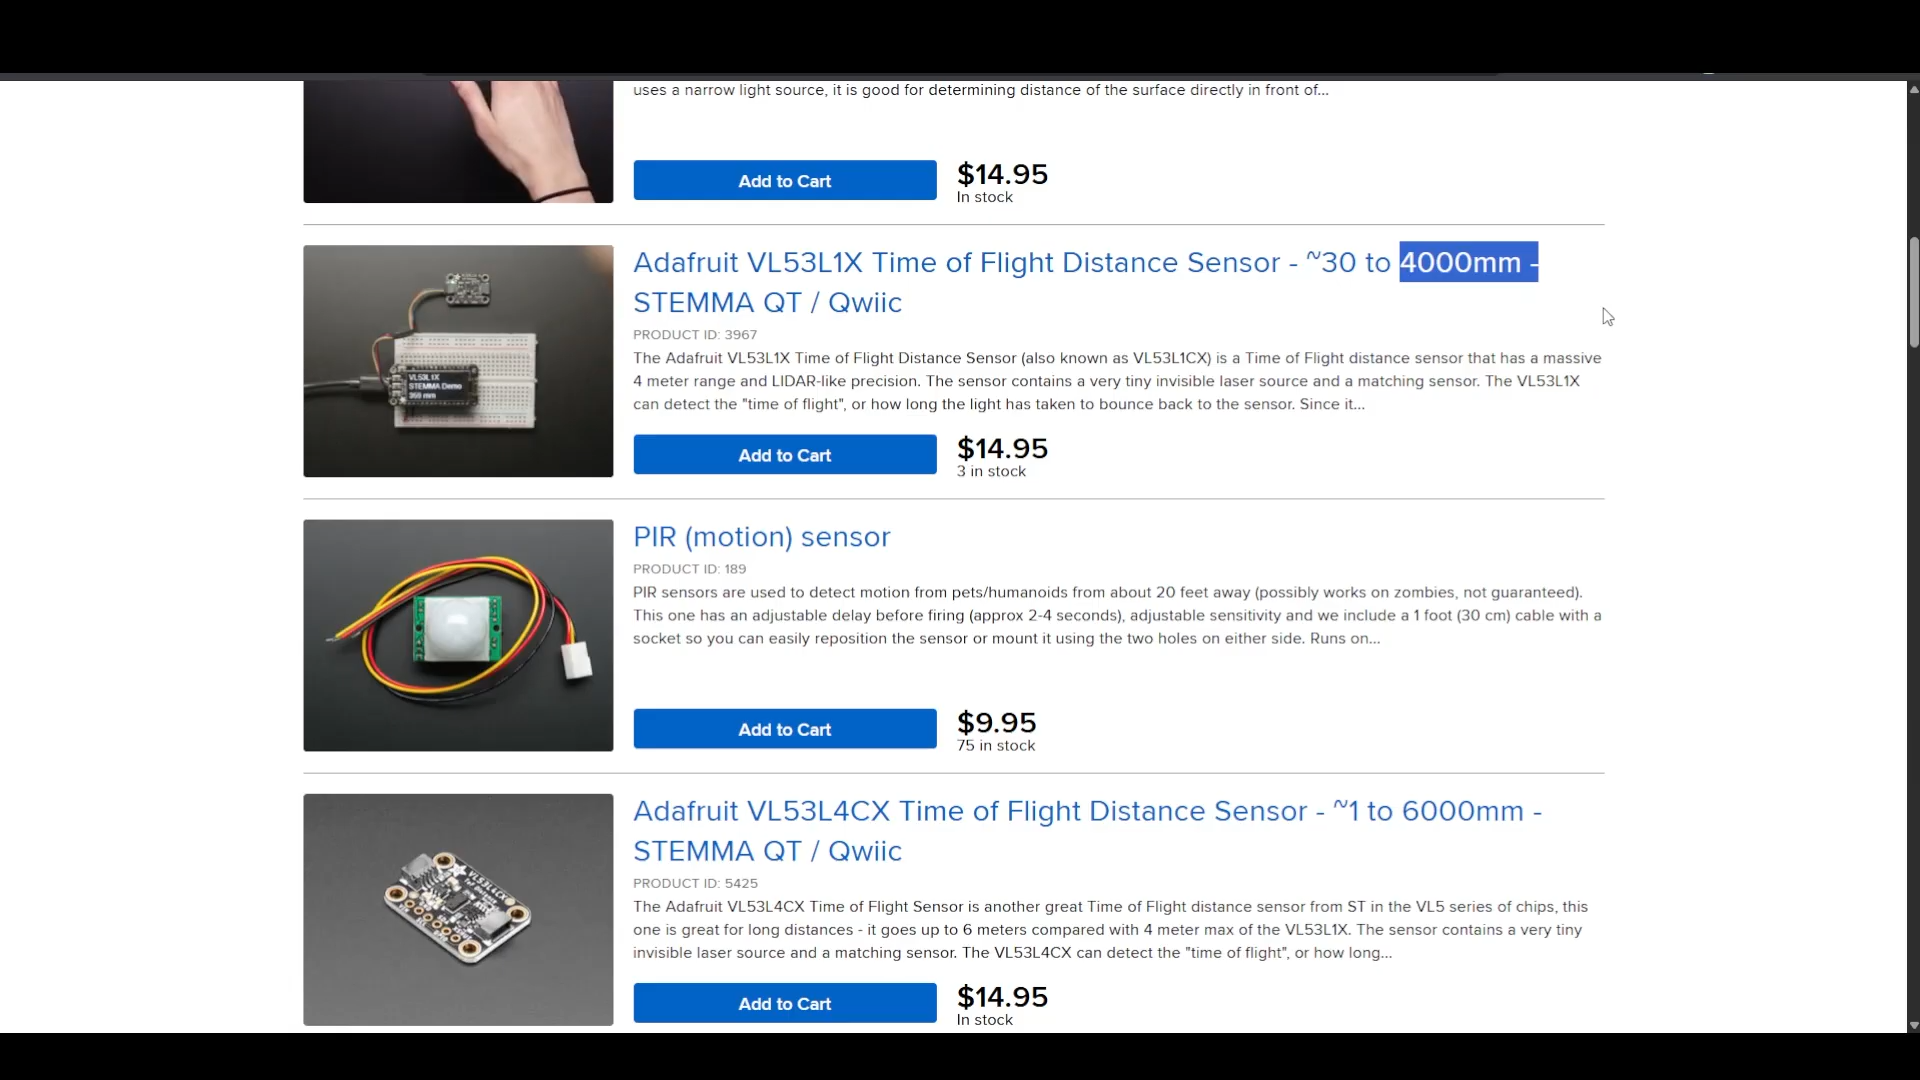 uses a narrow light source, it is good for determining distance of the surface directly in front of...
Add to Cart
$14.95
In stock
Adafruit VL53L1X Time of Flight Distance Sensor - ~30 to 4000mm -
STEMMA QT / Qwiic
PRODUCT ID: 3967
The Adafruit VL53L1X Time of Flight Distance Sensor (also known as VL53L1CX) is a Time of Flight distance sensor that has a massive
4 meter range and LIDAR-like precision. The sensor contains a very tiny invisible laser source and a matching sensor. The VL53L1X
can detect the "time of flight", or how long the light has taken to bounce back to the sensor. Since it...
VL53L1X
STEMMA Demo
369 mm
Add to Cart
$14.95
3 in stock
PIR (motion) sensor
PRODUCT ID: 189
PIR sensors are used to detect motion from pets/humanoids from about 20 feet away (possibly works on zombies, not guaranteed).
This one has an adjustable delay before firing (approx 2-4 seconds), adjustable sensitivity and we include a 1 foot (30 cm) cable with a
socket so you can easily reposition the sensor or mount it using the two holes on either side. Runs on...
Add to Cart
$9.95
75 in stock
Adafruit VL53L4CX Time of Flight Distance Sensor - ~1 to 6000mm -
STEMMA QT / Qwiic
PRODUCT ID: 5425
The Adafruit VL53L4CX Time of Flight Sensor is another great Time of Flight distance sensor from ST in the VL5 series of chips, this
one is great for long distances - it goes up to 6 meters compared with 4 meter max of the VL53L1X. The sensor contains a very tiny
invisible laser source and a matching sensor. The VL53L4CX can detect the "time of flight", or how long...
VL53L4CX
Add to Cart
$14.95
In stock